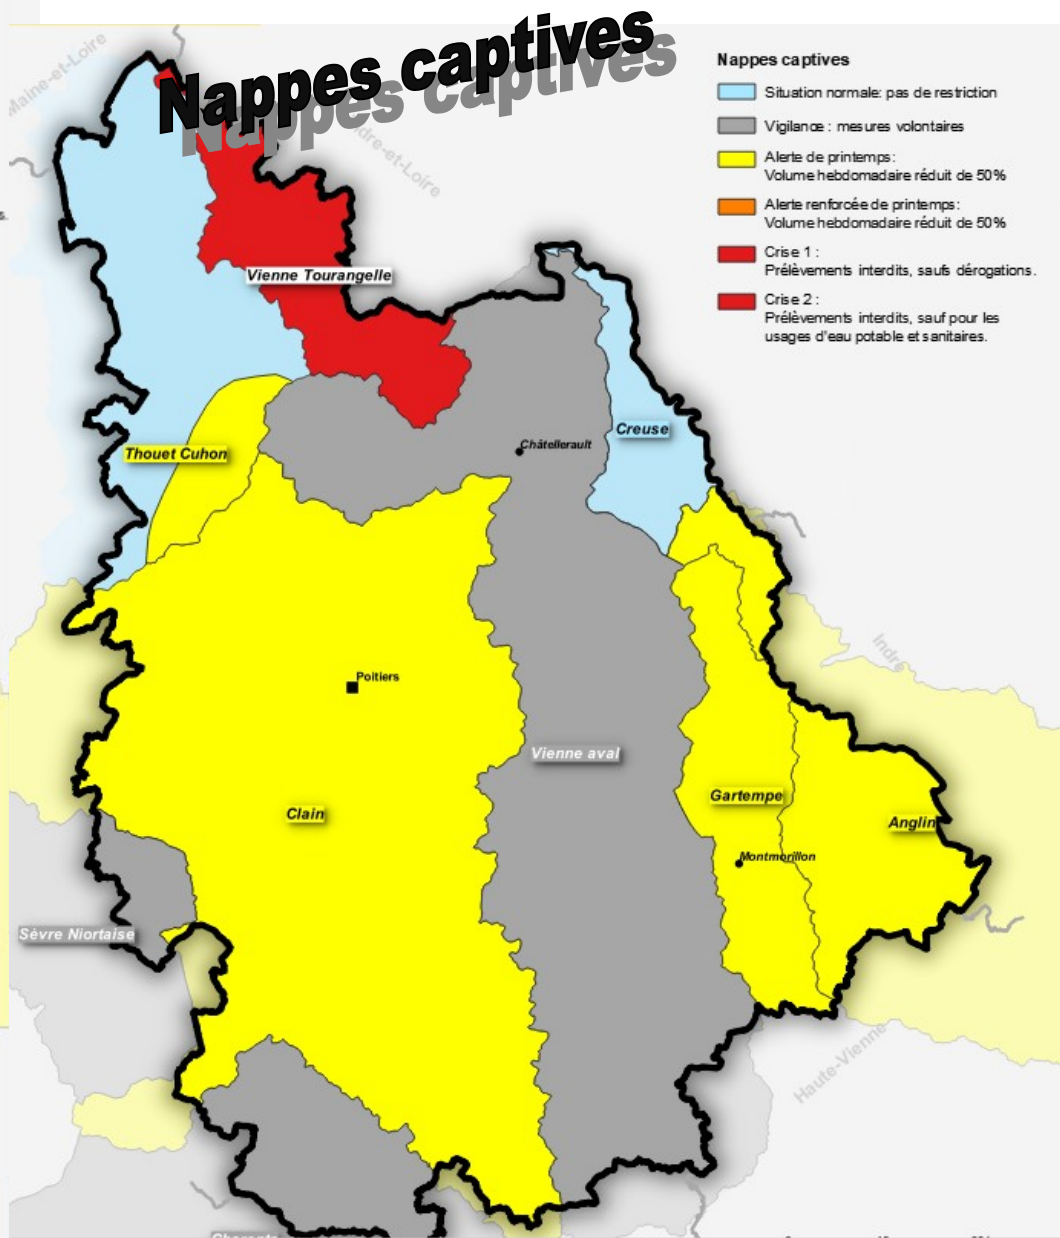 Nappes captives
Maine-et-Loire
Indre-et-Loire
Nappes captives
Situation normale: pas de restriction
Vigilance : mesures volontaires
Alerte de printemps:
Volume hebdomadaire réduit de 50%
Alerte renforcée de printemps:
Volume hebdomadaire réduit de 50%
Crise 1 :
Prélèvements interdits, saufs dérogations.
Crise 2 :
Prélèvements interdits, sauf pour les
usages d'eau potable et sanitaires.
Vienne Tourangelle
Creuse
Châtellerault
Thouet Cuhon
Indre
Poitiers
Vienne aval
Gartempe
Clain
Anglin
Montmorillon
Sèvre Niortaise
Haute-Vienne